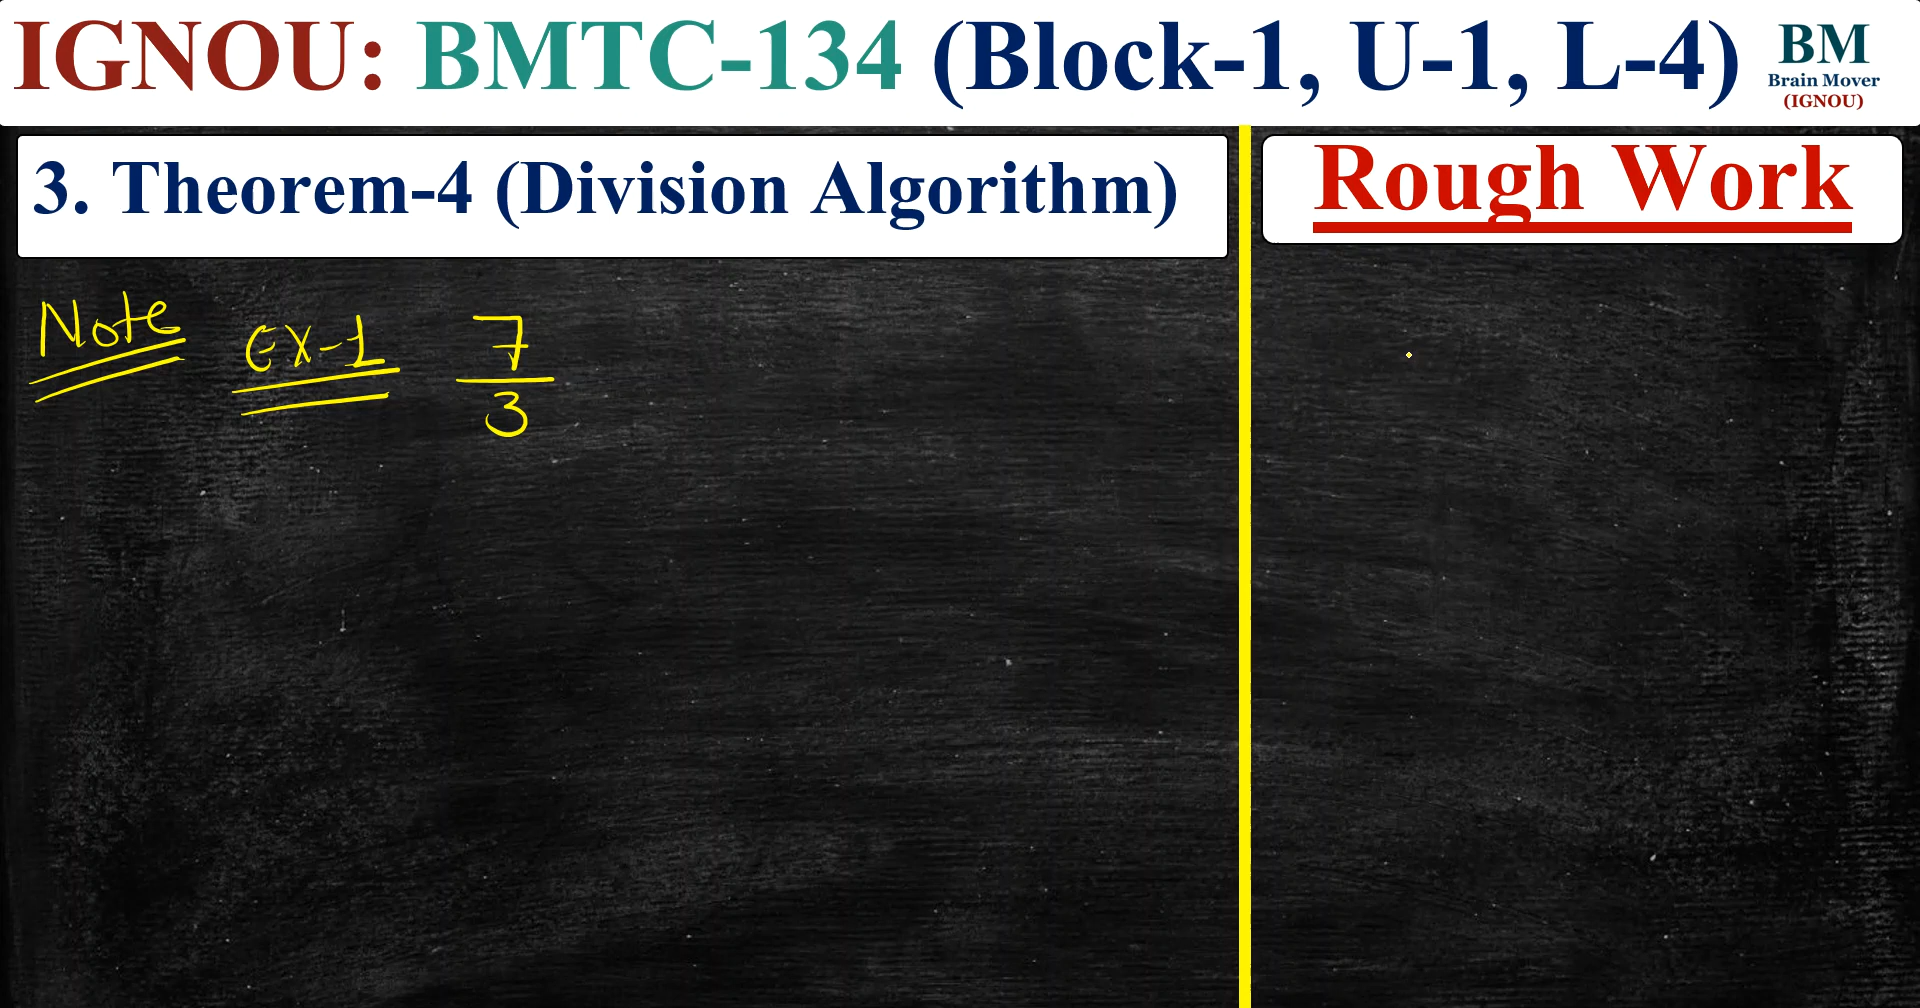 IGNOU: BMTC-134 (Block-1, U-1, L-4)
BM
Brain Mover
(IGNOU)
3. Theorem-4 (Division Algorithm)
Rough Work
Note Ex-1 7
3